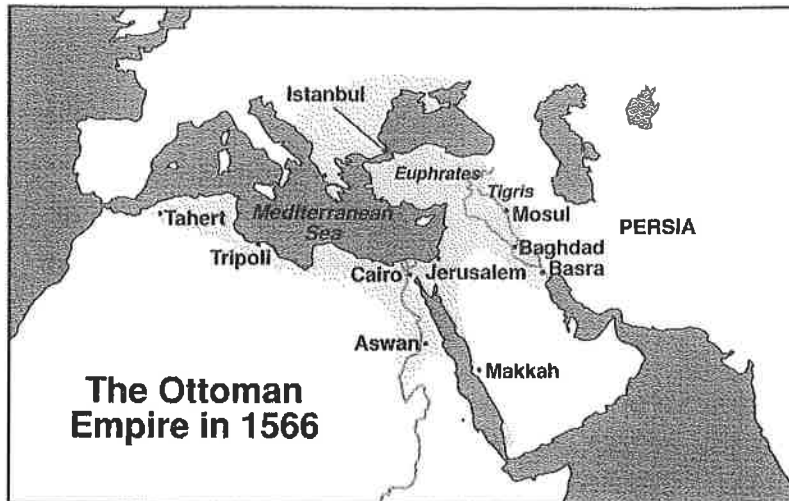 Istanbul
Euphrates
Tigris
Mosul
Tahert
Mediterranean
Sea
PERSIA
Tripoli
Baghdad
Cairo
Jerusalem
Basra
Aswan
Makkah
The Ottoman
Empire in 1566